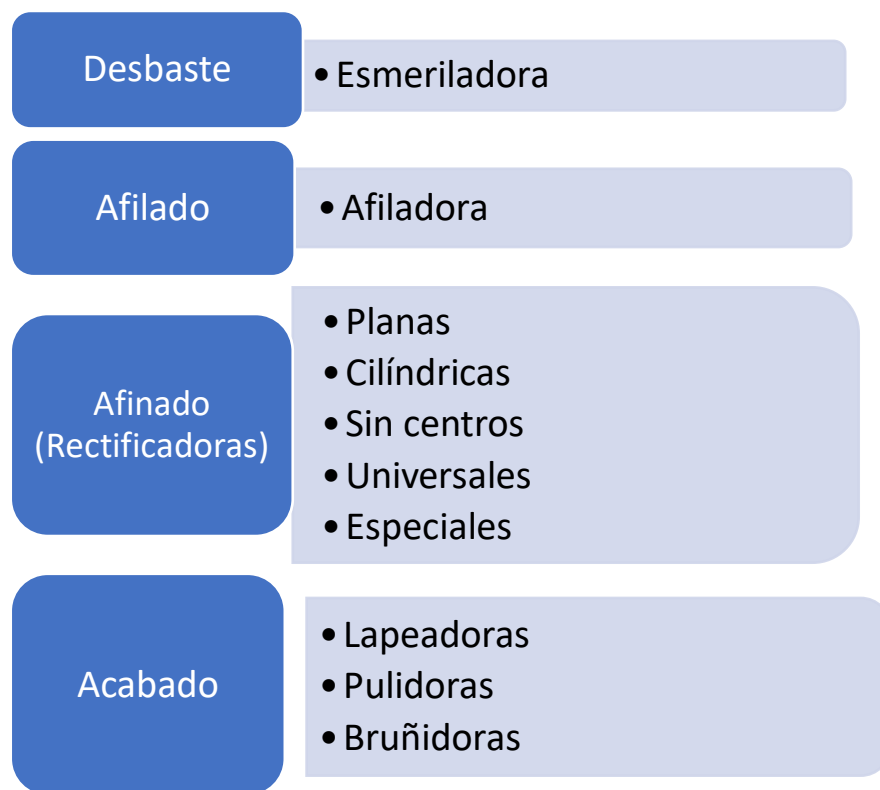 Desbaste
• Esmeriladora
Afilado
• Afiladora
Afinado
(Rectificadoras)
• Planas
• Cilíndricas
• Sin centros
• Universales
• Especiales
Acabado
• Lapeadoras
• Pulidoras
• Bruñidoras